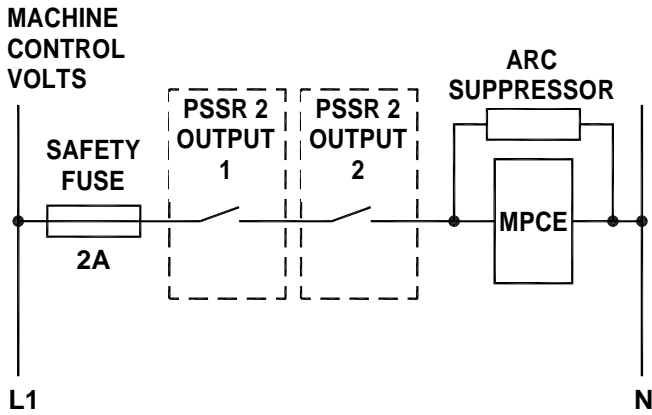 MACHINE
CONTROL
VOLTS
ARC
SUPPRESSOR
PSSR 2
OUTPUT
1
PSSR 2
OUTPUT
2
SAFETY
FUSE
2A
MPCE
L1
N